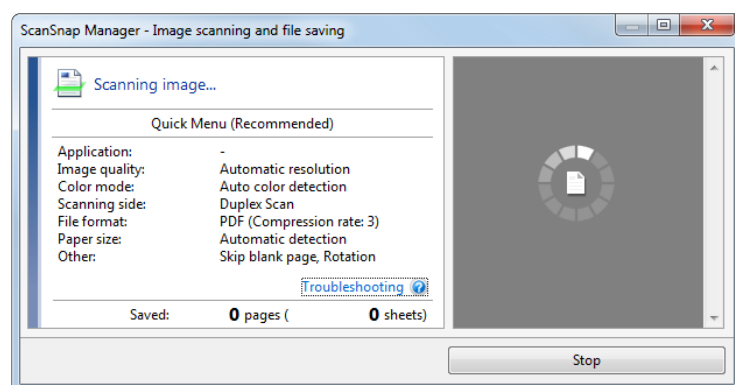 ScanSnap Manager - Image scanning and file saving
Scanning image...
Quick Menu (Recommended)
Application: -
Image quality: Automatic resolution
Color mode: Auto color detection
Scanning side: Duplex Scan
File format: PDF (Compression rate: 3)
Paper size: Automatic detection
Other: Skip blank page, Rotation
Troubleshooting ?
Saved: 0 pages ( 0 sheets)
Stop